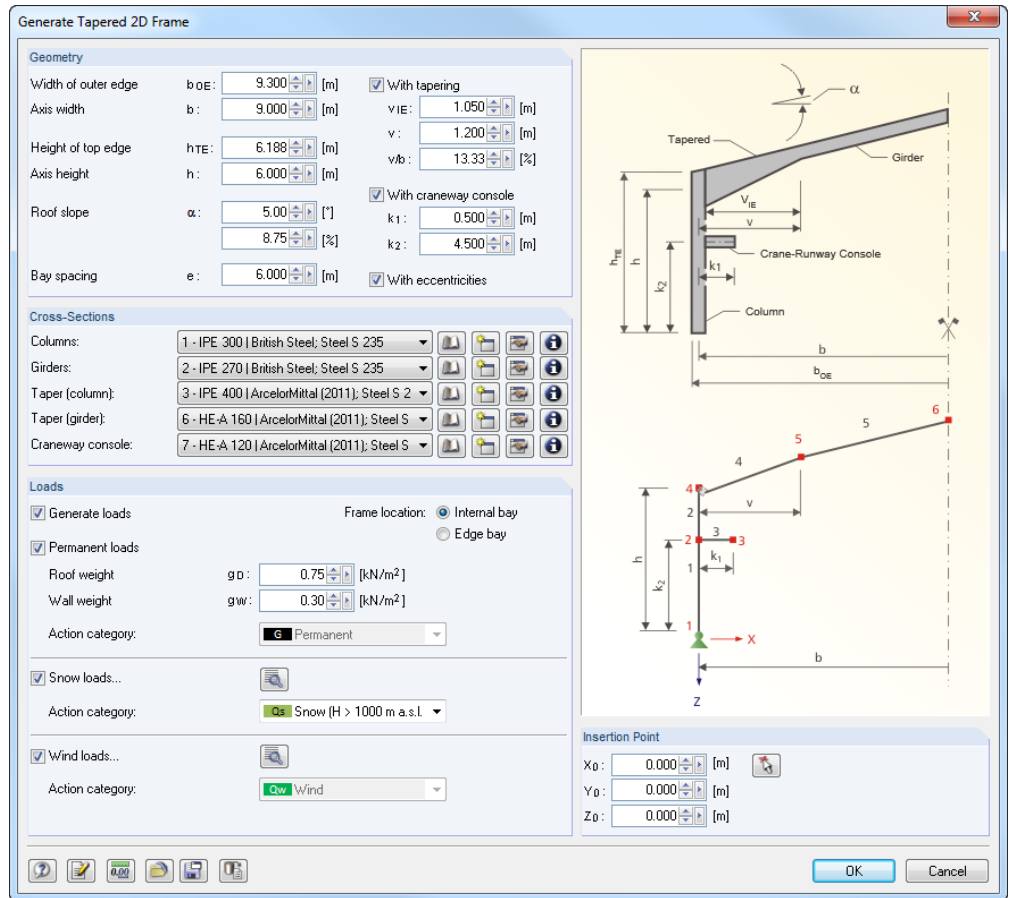 Generate Tapered 2D Frame
Geometry
Width of outer edge bOE: 9.300 [m] With tapering
Axis width b: 9.000 [m] vIE: 1.050 [m]
v: 1.200 [m]
Height of top edge hTE: 6.188 [m] v/b: 13.33 [%]
Axis height h: 6.000 [m]
With craneway console
Roof slope α: 5.00 [°] k1: 0.500 [m]
8.75 [%] k2: 4.500 [m]
Bay spacing e: 6.000 [m] With eccentricities
Cross-Sections
Columns: 1 - IPE 300 | British Steel; Steel S 235
Girders: 2 - IPE 270 | British Steel; Steel S 235
Taper (column): 3 - IPE 400 | ArcelorMittal (2011); Steel S 2
Taper (girder): 6 - HE-A 160 | ArcelorMittal (2011); Steel S
Craneway console: 7 - HE-A 120 | ArcelorMittal (2011); Steel S
Loads
Generate loads Frame location: Internal bay
Edge bay
Permanent loads
Roof weight gD: 0.75 [kN/m²]
Wall weight gW: 0.30 [kN/m²]
Action category: G Permanent
Snow loads...
Action category: Qs Snow (H > 1000 m a.s.l.
Wind loads...
Action category: Qw Wind
α
Tapered
Girder
VIE
v
Crane-Runway Console
hTE
h
k2
k1
Column
b
bOE
6
5
5
4
4
v
2
3
2
3
h
k1
1
k2
1
X
b
Z
Insertion Point
X0: 0.000 [m]
Y0: 0.000 [m]
Z0: 0.000 [m]
0.00
OK Cancel